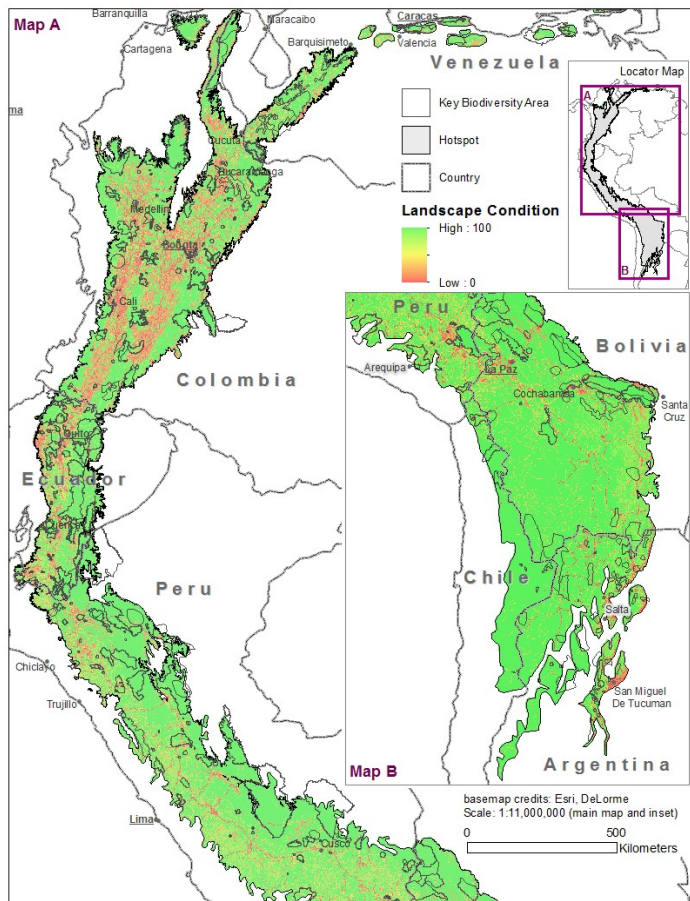 Map A
Barranquilla
Cartagena
Maracaibo
Barquisimeto
Caracas
Valencia
Venezuela
Key Biodiversity Area
Hotspot
Country
Landscape Condition
High : 100
Low : 0
Locator Map
A
B
Cucuta
Bucaramanga
Medellin
Bogota
Cali
Colombia
Quito
Ecuador
Cuenca
Peru
Chiclayo
Trujillo
Lima
Cusco
Peru
Bolivia
Arequipa
La Paz
Cochabamba
Santa
Cruz
Chile
Salta
San Miguel
De Tucuman
Map B
Argentina
basemap credits: Esri, DeLorme
Scale: 1:11,000,000 (main map and inset)
0
500
Kilometers